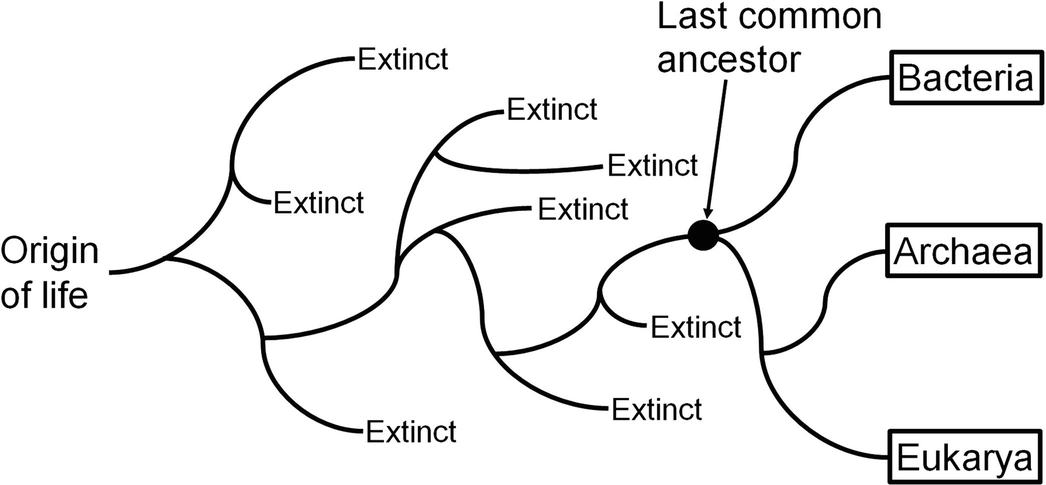 Last common
ancestor
Extinct
Bacteria
Extinct
Extinct
Extinct
Extinct
Origin
of life
Archaea
Extinct
Extinct
Extinct
Eukarya